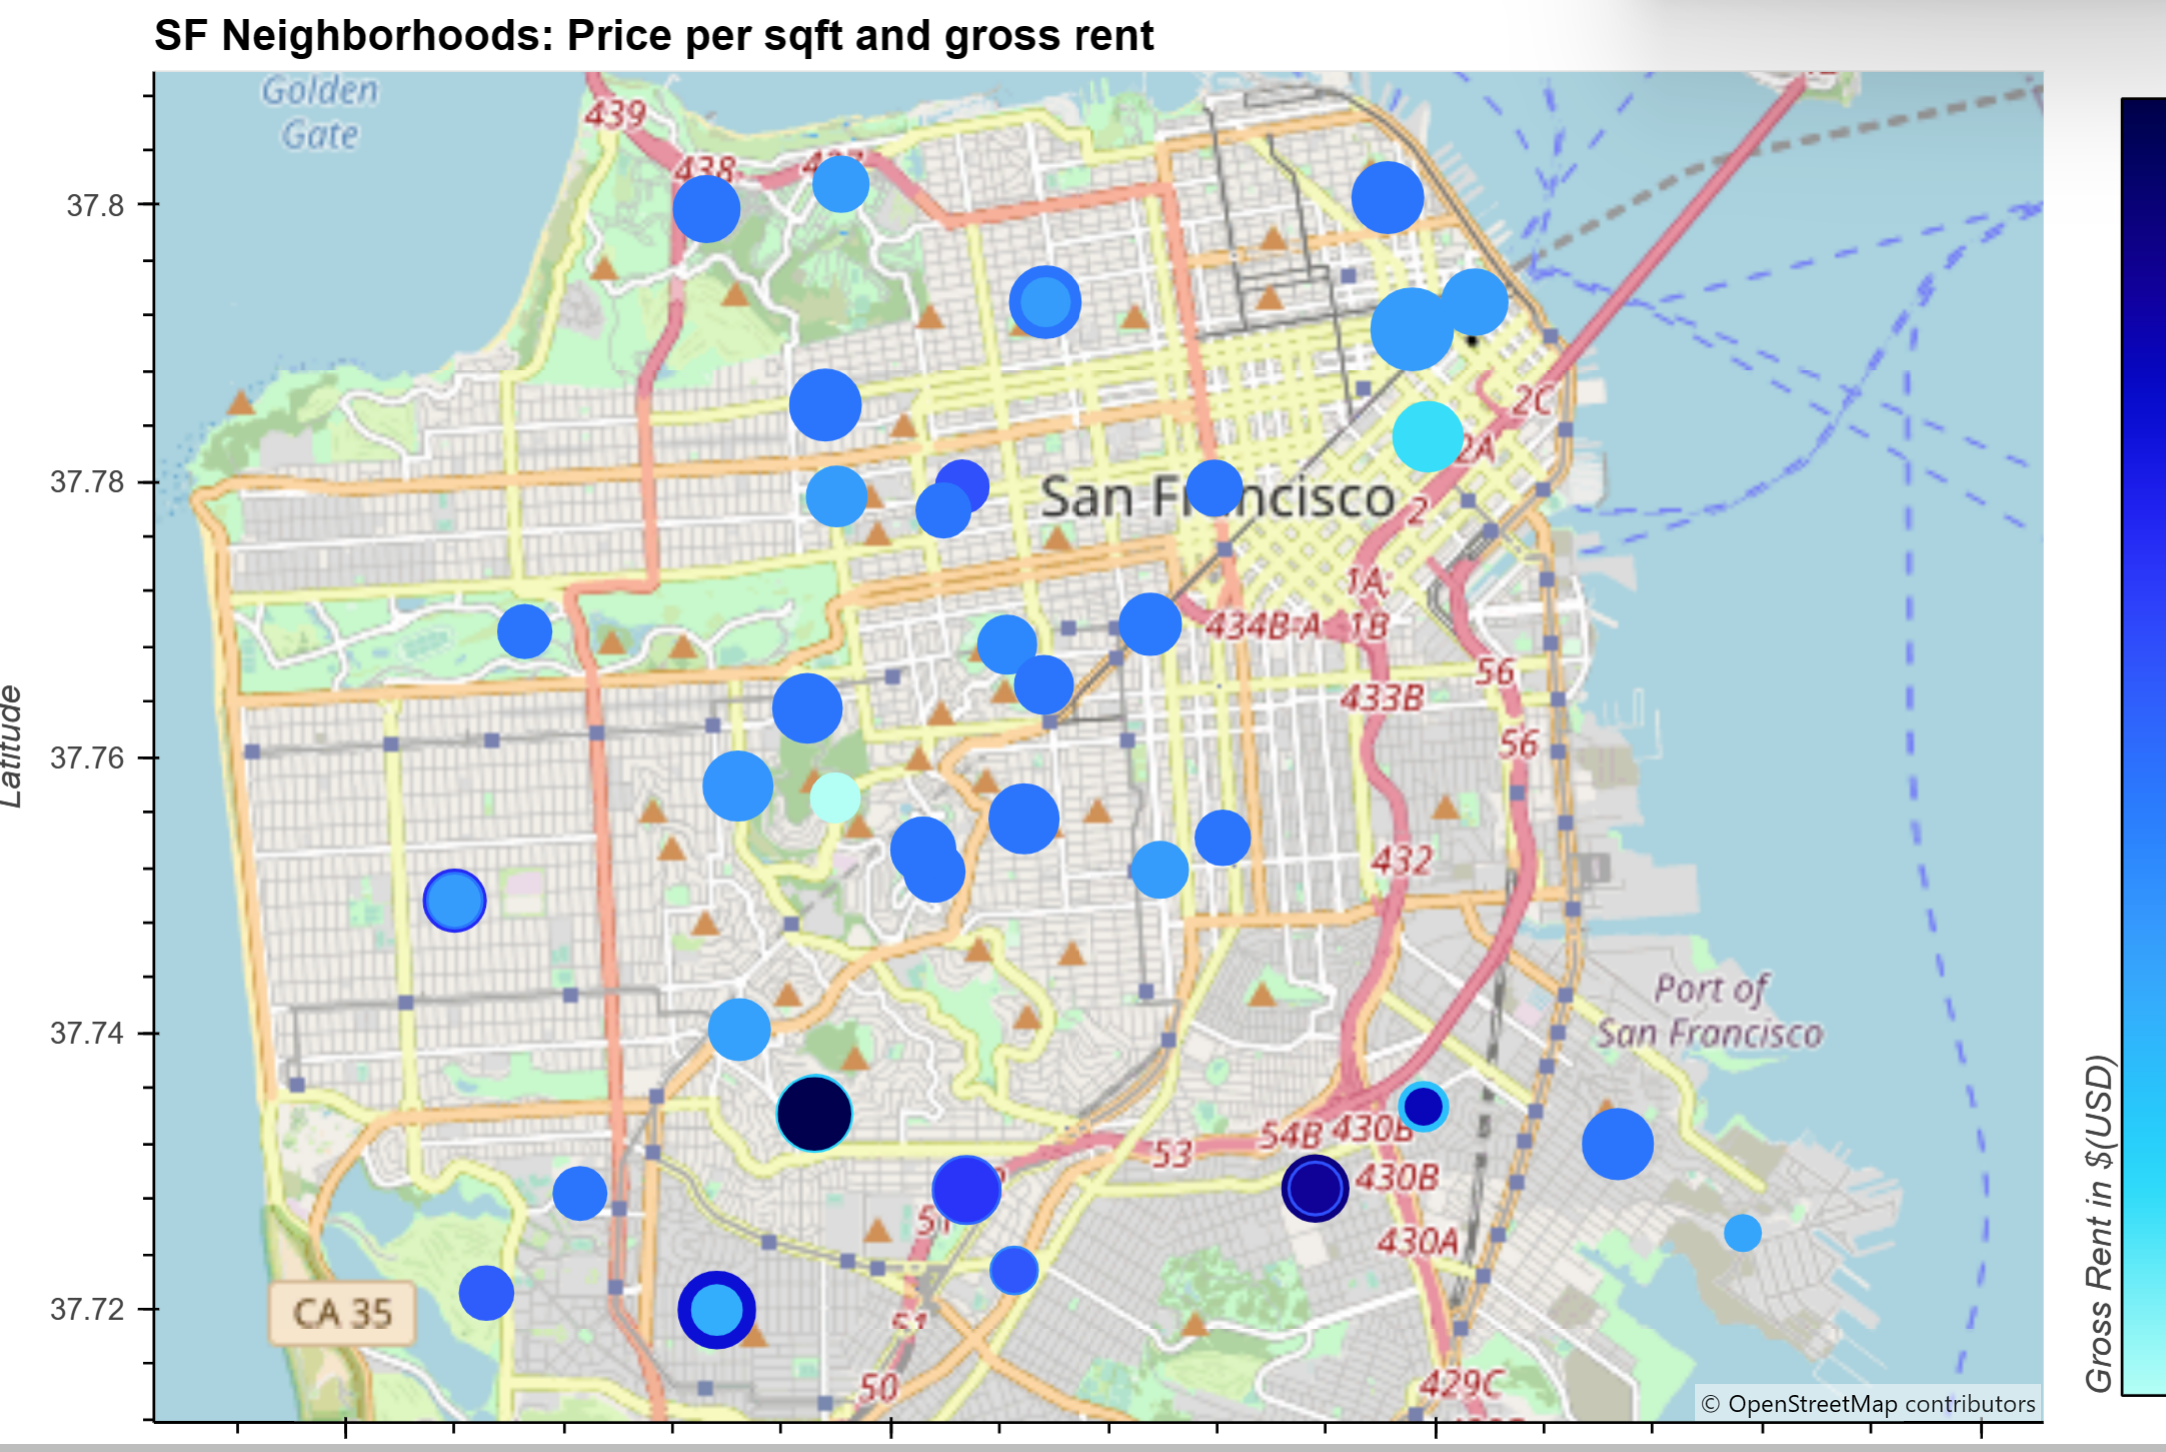 SF Neighborhoods: Price per sqft and gross rent
Golden
Gate
439
438
37.8
2C
2A
37.78
San Francisco
2
1A;
434B-A
1B
56
433B
Latitude
37.76
56
432
Port of
San Francisco
37.74
54B
430B
53
430B
51
430A
CA 35
37.72
51
50
429C
© OpenStreetMap contributors
Gross Rent in $(USD)